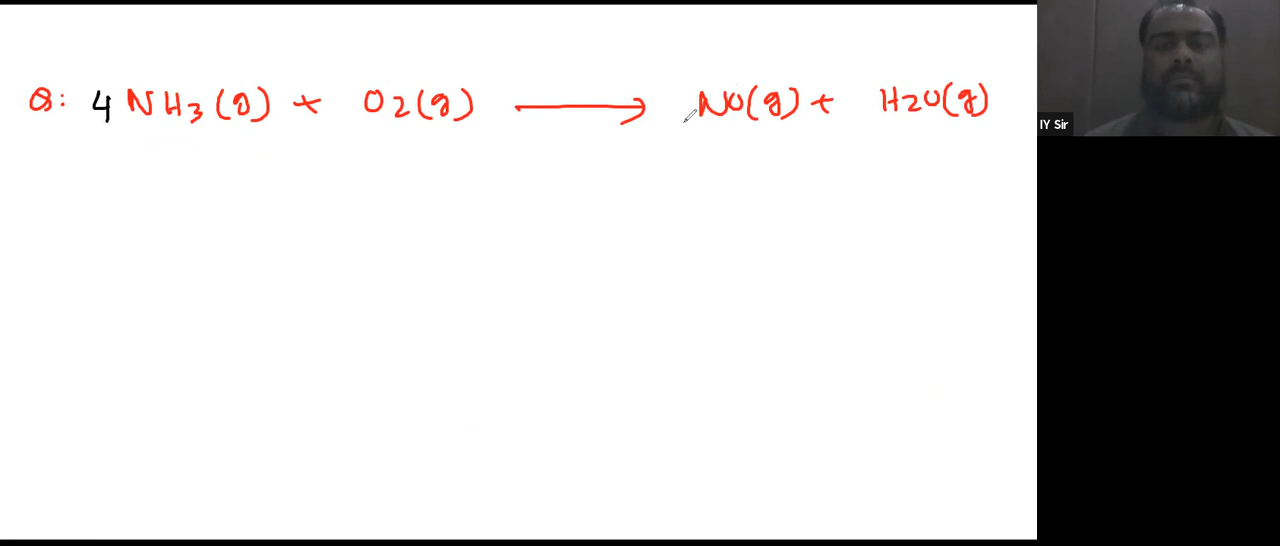 Q: 4 NH3(g) + O2(g) ⟶ NO(g) + H2O(g)
IY Sir